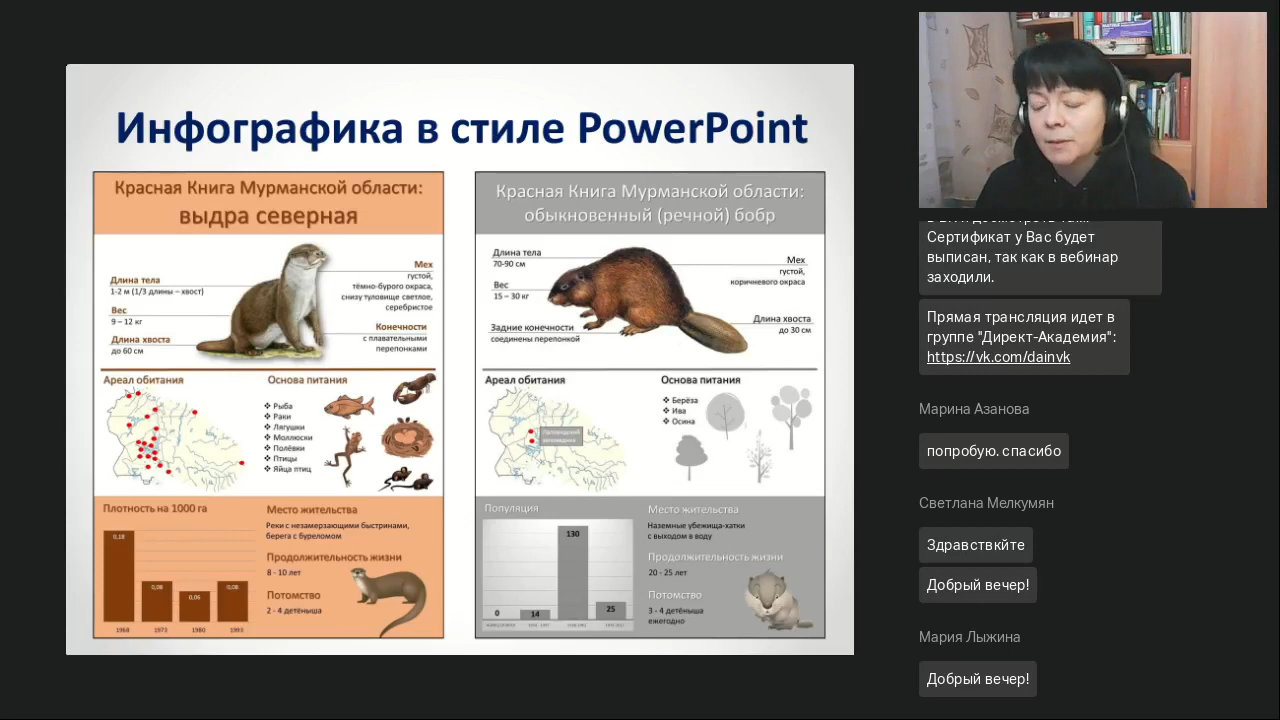 Инфографика в стиле PowerPoint
Красная Книга Мурманской области:
выдра северная
Длина тела
1-2 м (1/3 длины – хвост)
Вес
9 – 12 кг
Длина хвоста
до 60 см
Мех
густой,
тёмно-бурого окраса,
снизу туловище светлое,
серебристое
Конечности
с плавательными
перепонками
Ареал обитания
Основа питания
❖ Рыба
❖ Раки
❖ Лягушки
❖ Моллюски
❖ Полёвки
❖ Птицы
❖ Яйца птиц
Плотность на 1000 га
0,18
0,08
0,06
0,08
1968
1973
1980
1993
Место жительства
Реки с незамерзающими быстринами,
берега с буреломом
Продолжительность жизни
8 - 10 лет
Потомство
2 - 4 детёныша
Красная Книга Мурманской области:
обыкновенный (речной) бобр
Длина тела
70-90 см
Вес
15 – 30 кг
Задние конечности
соединены перепонкой
Мех
густой,
коричневого окраса
Длина хвоста
до 30 см
Ареал обитания
Основа питания
❖ Берёза
❖ Ива
❖ Осина
Популяция
0
14
130
25
Место жительства
Наземные убежища-хатки
с выходом в воду
Продолжительность жизни
20 - 25 лет
Потомство
3 - 4 детёныша
ежегодно
Сертификат у Вас будет
выписан, так как в вебинар
заходили.
Прямая трансляция идет в
группе "Директ-Академия":
https://vk.com/dainvk
Марина Азанова
попробую. спасибо
Светлана Мелкумян
Здравствкйте
Добрый вечер!
Мария Лыжина
Добрый вечер!